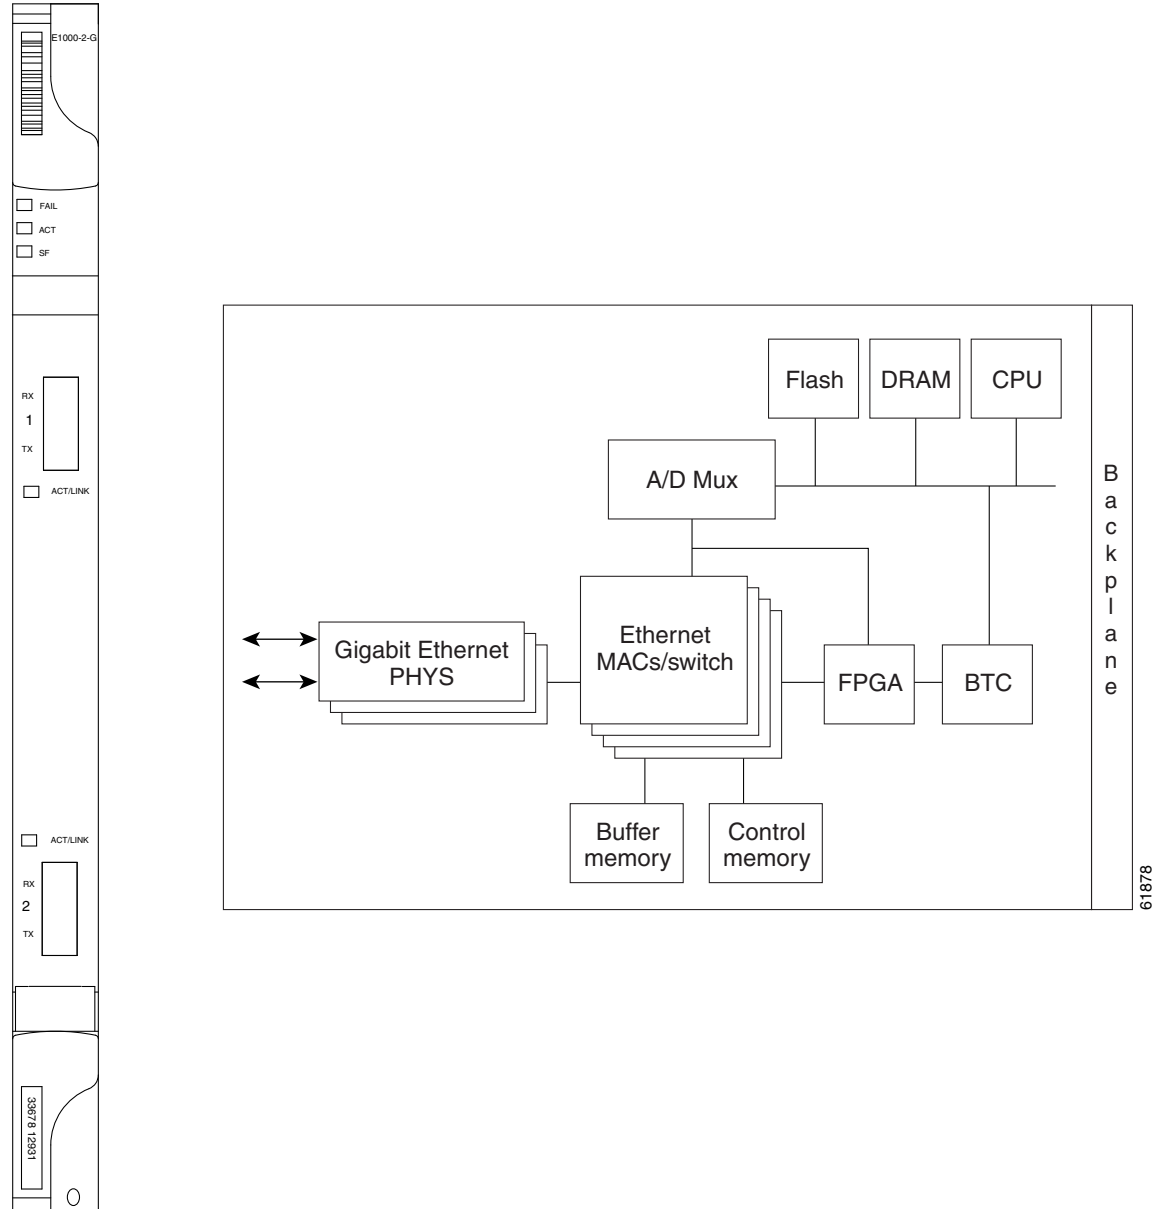 E1000-2-G
FAIL
ACT
SF
RX
1
TX
ACT/LINK
ACT/LINK
RX
2
TX
33678 12931
Flash
DRAM
CPU
A/D Mux
Ethernet
MACs/switch
Gigabit Ethernet
PHYS
FPGA
BTC
Buffer
memory
Control
memory
Backplane
61878